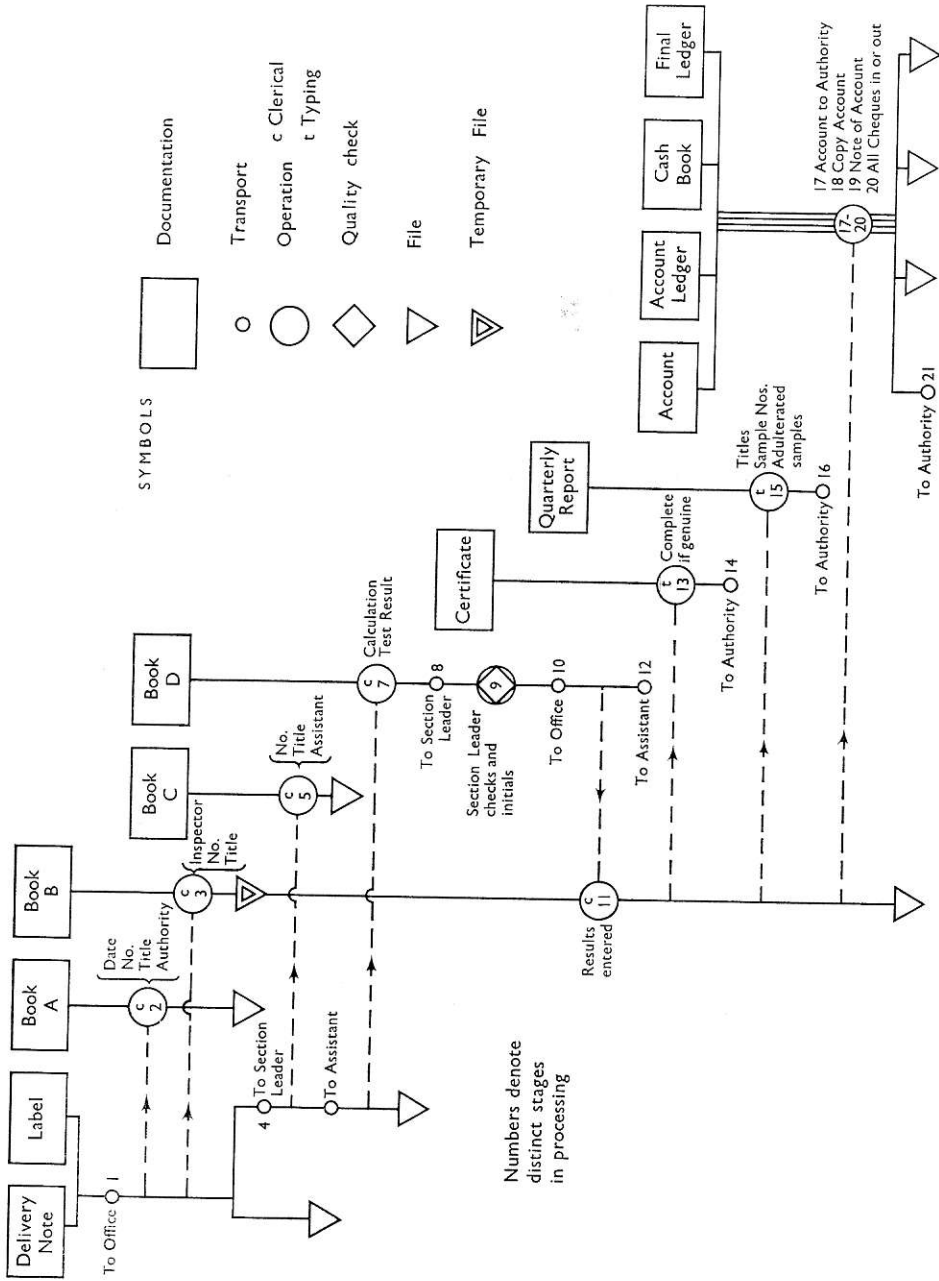 Delivery
Note
Label
Book
A
Book
B
Book
C
Book
D
Certificate
Quarterly
Report
Account
Account
Ledger
Cash
Book
Final
Ledger
To Office
1
Date
No.
Title
Authority
c
2
Inspector
No.
Title
c
3
4
To Section
Leader
No.
Title
Assistant
c
5
To Assistant
Calculation
Test Result
c
7
To Section
Leader
8
9
Section Leader
checks and
initials
To Office
10
c
11
Results
entered
To Assistant
12
t
13
Complete
if genuine
To Authority
14
t
15
Titles
Sample Nos.
Adulterated
samples
To Authority
16
17-
20
17 Account to Authority
18 Copy Account
19 Note of Account
20 All Cheques in or out
To Authority
21
Numbers denote
distinct stages
in processing
SYMBOLS
Documentation
Transport
Operation
c Clerical
t Typing
Quality check
File
Temporary File